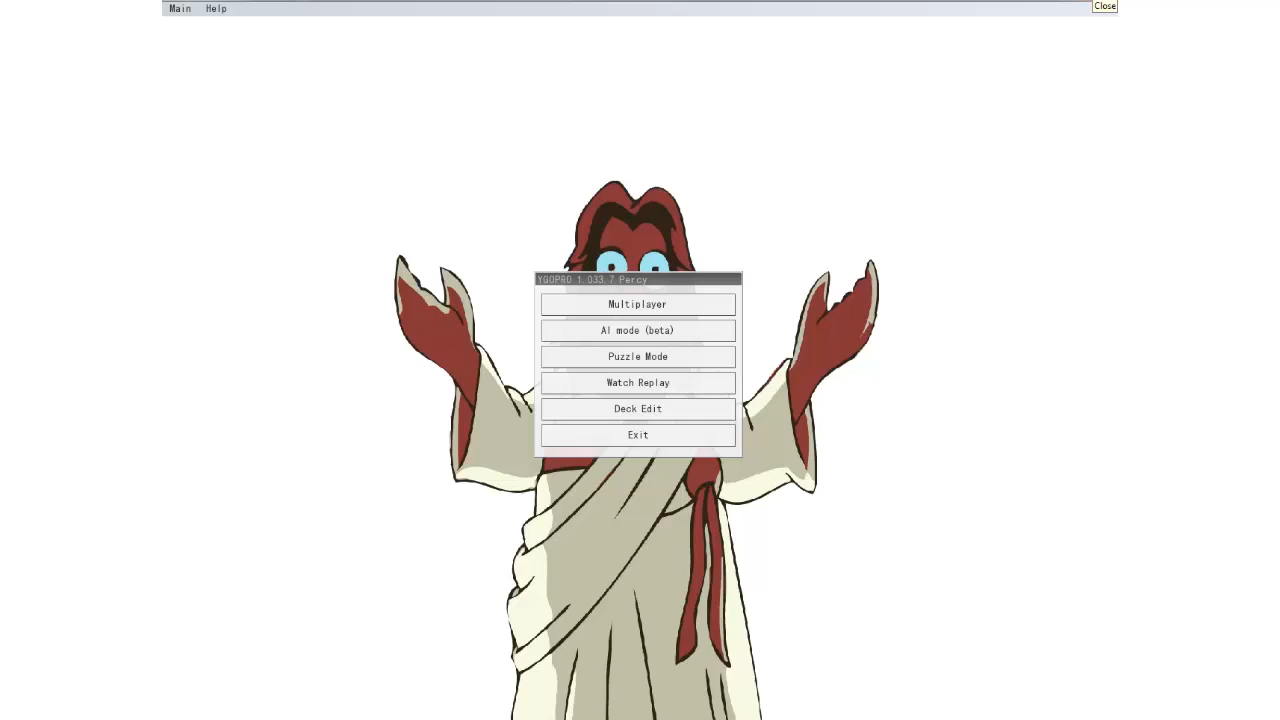 Main Help
Close
YGOPRO 1.033.7 Percy
Multiplayer
AI mode (beta)
Puzzle Mode
Watch Replay
Deck Edit
Exit